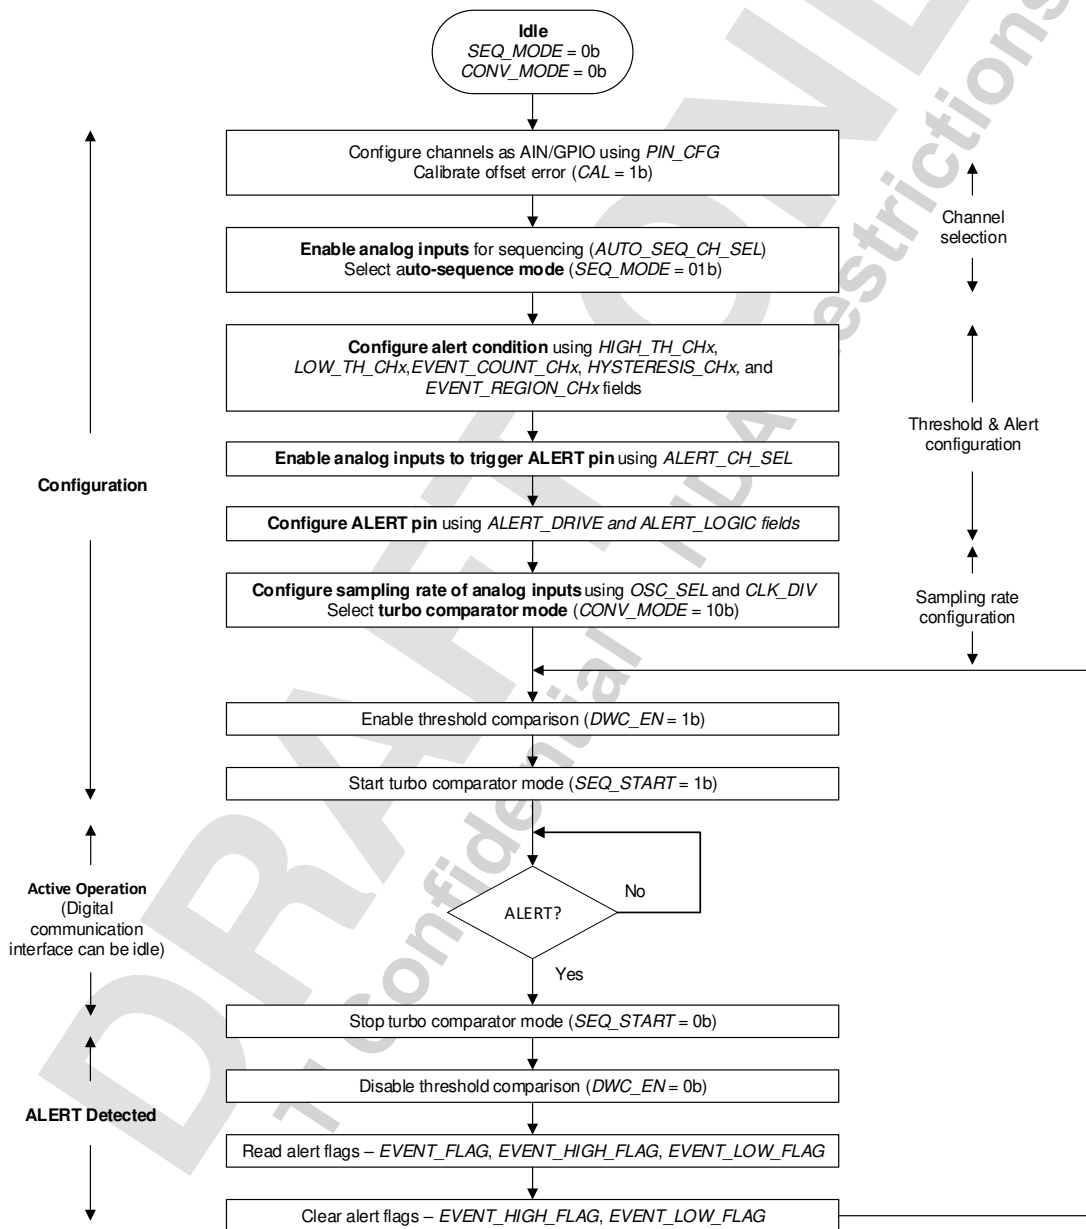 Idle
SEQ_MODE = 0b
CONV_MODE = 0b
Configure channels as AIN/GPIO using PIN_CFG
Calibrate offset error (CAL = 1b)
Channel
selection
Enable analog inputs for sequencing (AUTO_SEQ_CH_SEL)
Select auto-sequence mode (SEQ_MODE = 01b)
Configure alert condition using HIGH_TH_CHx,
LOW_TH_CHx,EVENT_COUNT_CHx, HYSTERESIS_CHx, and
EVENT_REGION_CHx fields
Threshold & Alert
configuration
Enable analog inputs to trigger ALERT pin using ALERT_CH_SEL
Configuration
Configure ALERT pin using ALERT_DRIVE and ALERT_LOGIC fields
Configure sampling rate of analog inputs using OSC_SEL and CLK_DIV
Select turbo comparator mode (CONV_MODE = 10b)
Sampling rate
configuration
Enable threshold comparison (DWC_EN = 1b)
Start turbo comparator mode (SEQ_START = 1b)
Active Operation
(Digital
communication
interface can be idle)
ALERT?
No
Yes
Stop turbo comparator mode (SEQ_START = 0b)
Disable threshold comparison (DWC_EN = 0b)
ALERT Detected
Read alert flags – EVENT_FLAG, EVENT_HIGH_FLAG, EVENT_LOW_FLAG
Clear alert flags – EVENT_HIGH_FLAG, EVENT_LOW_FLAG
DRAFT ONL
TI Confidential NDA Restrictions